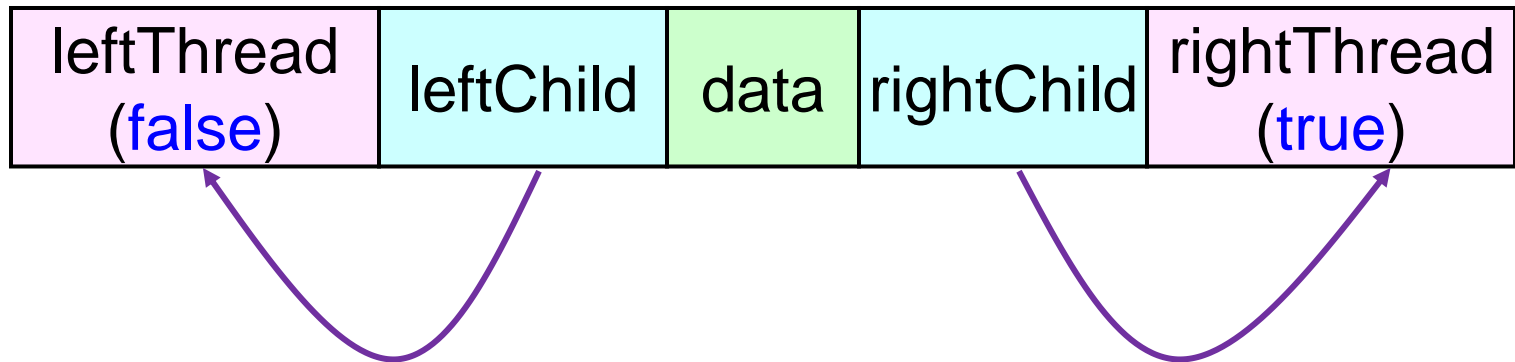 leftThread
(false)
leftChild
data
rightChild
rightThread
(true)